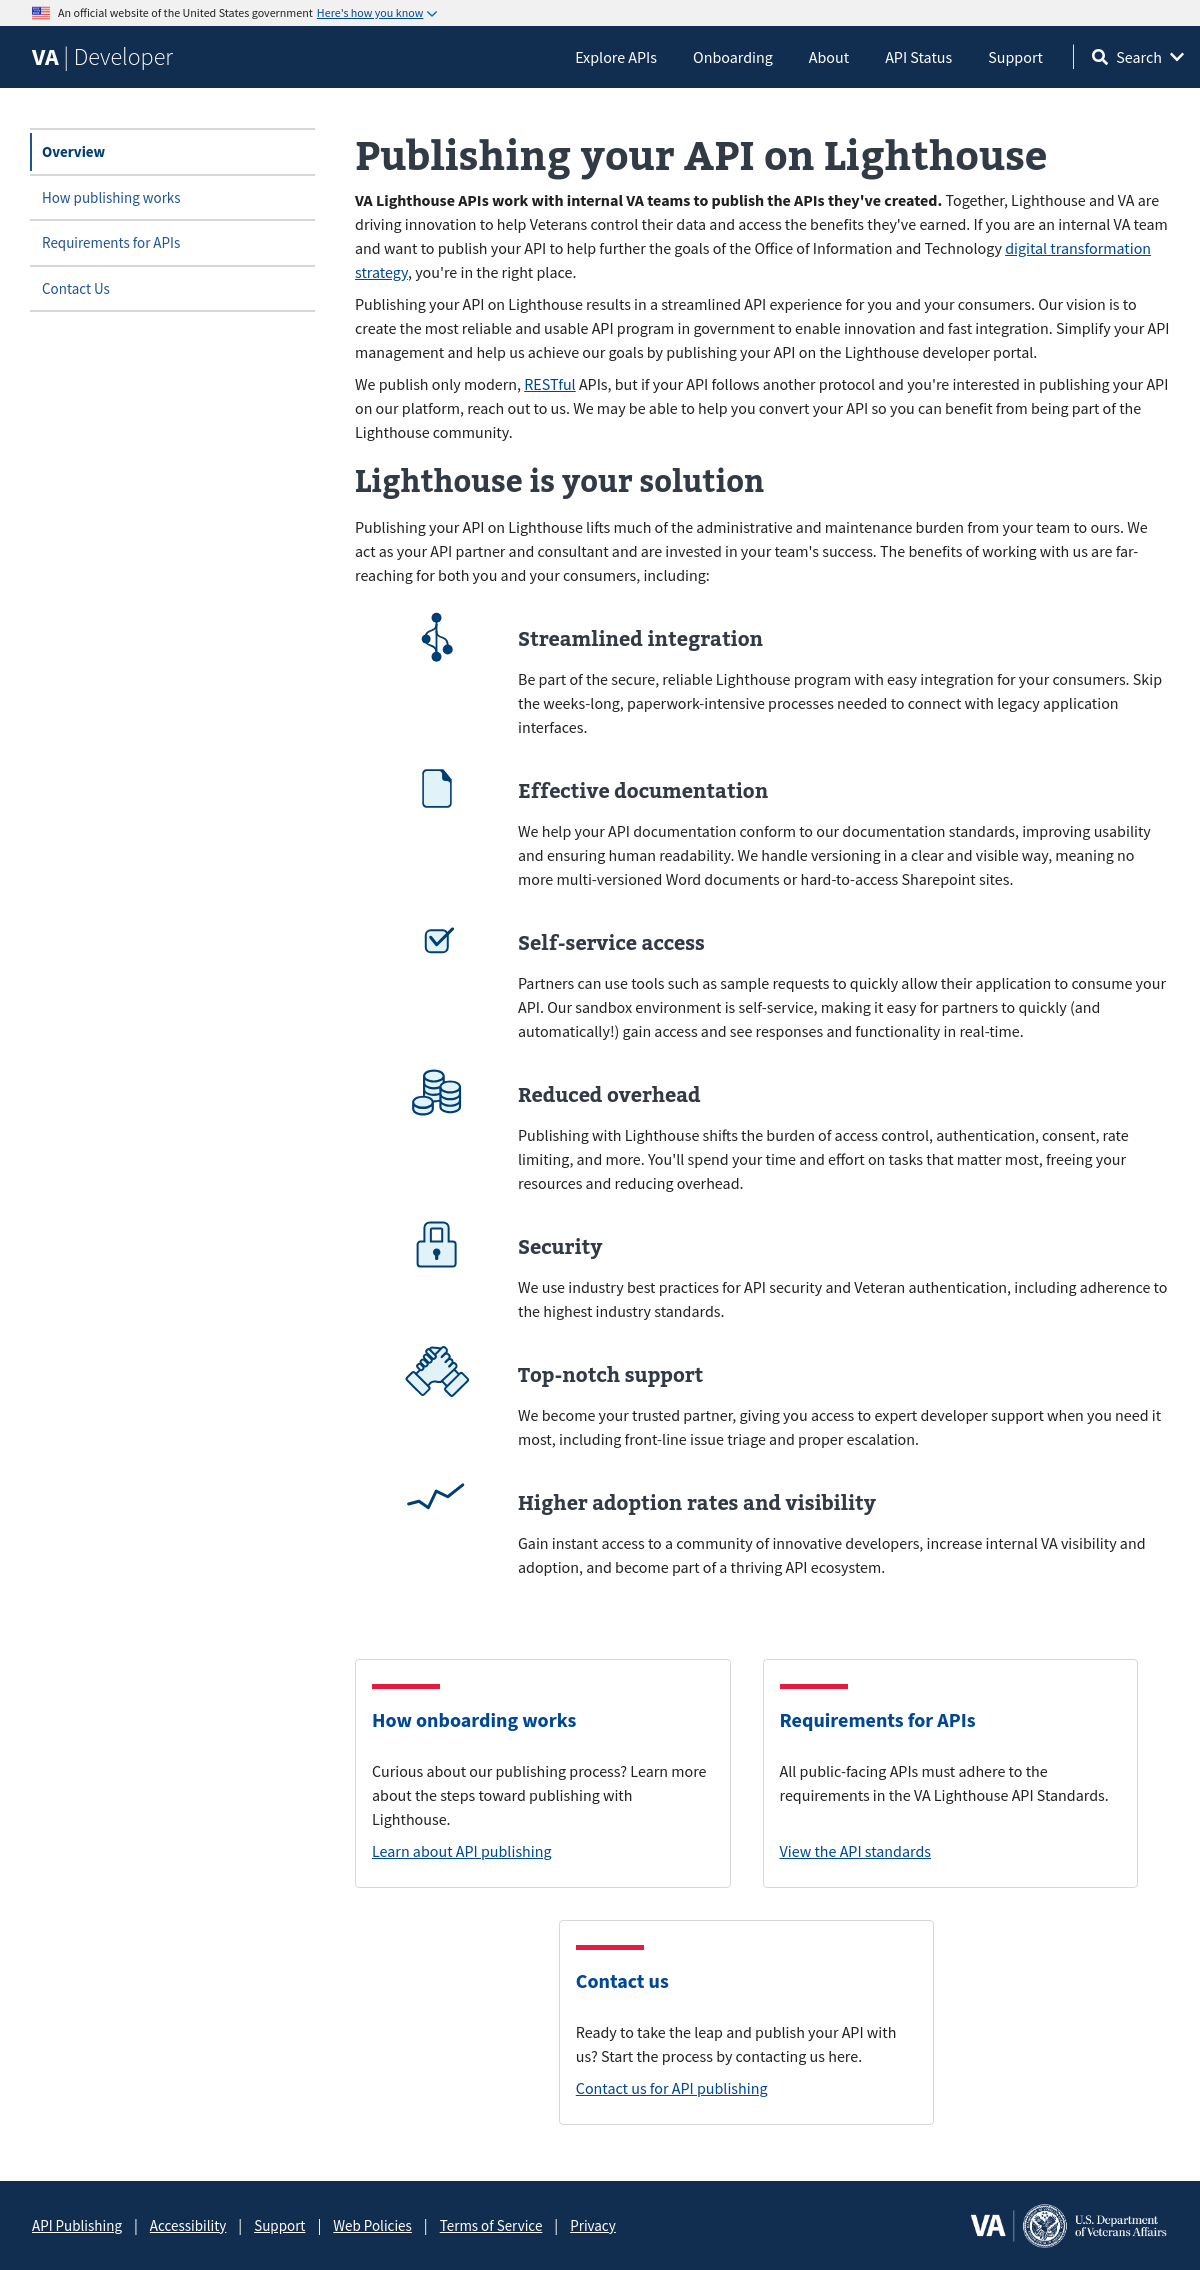 An official website of the United States government Here's how you know
VA | Developer
Explore APIs
Onboarding
About
API Status
Support
Search
Overview
How publishing works
Requirements for APIs
Contact Us
Publishing your API on Lighthouse
VA Lighthouse APIs work with internal VA teams to publish the APIs they've created. Together, Lighthouse and VA are
driving innovation to help Veterans control their data and access the benefits they've earned. If you are an internal VA team
and want to publish your API to help further the goals of the Office of Information and Technology digital transformation
strategy, you're in the right place.
Publishing your API on Lighthouse results in a streamlined API experience for you and your consumers. Our vision is to
create the most reliable and usable API program in government to enable innovation and fast integration. Simplify your API
management and help us achieve our goals by publishing your API on the Lighthouse developer portal.
We publish only modern, RESTful APIs, but if your API follows another protocol and you're interested in publishing your API
on our platform, reach out to us. We may be able to help you convert your API so you can benefit from being part of the
Lighthouse community.
Lighthouse is your solution
Publishing your API on Lighthouse lifts much of the administrative and maintenance burden from your team to ours. We
act as your API partner and consultant and are invested in your team's success. The benefits of working with us are far-
reaching for both you and your consumers, including:
Streamlined integration
Be part of the secure, reliable Lighthouse program with easy integration for your consumers. Skip
the weeks-long, paperwork-intensive processes needed to connect with legacy application
interfaces.
Effective documentation
We help your API documentation conform to our documentation standards, improving usability
and ensuring human readability. We handle versioning in a clear and visible way, meaning no
more multi-versioned Word documents or hard-to-access Sharepoint sites.
Self-service access
Partners can use tools such as sample requests to quickly allow their application to consume your
API. Our sandbox environment is self-service, making it easy for partners to quickly (and
automatically!) gain access and see responses and functionality in real-time.
Reduced overhead
Publishing with Lighthouse shifts the burden of access control, authentication, consent, rate
limiting, and more. You'll spend your time and effort on tasks that matter most, freeing your
resources and reducing overhead.
Security
We use industry best practices for API security and Veteran authentication, including adherence to
the highest industry standards.
Top-notch support
We become your trusted partner, giving you access to expert developer support when you need it
most, including front-line issue triage and proper escalation.
Higher adoption rates and visibility
Gain instant access to a community of innovative developers, increase internal VA visibility and
adoption, and become part of a thriving API ecosystem.
How onboarding works
Curious about our publishing process? Learn more
about the steps toward publishing with
Lighthouse.
Learn about API publishing
Requirements for APIs
All public-facing APIs must adhere to the
requirements in the VA Lighthouse API Standards.
View the API standards
Contact us
Ready to take the leap and publish your API with
us? Start the process by contacting us here.
Contact us for API publishing
API Publishing | Accessibility | Support | Web Policies | Terms of Service | Privacy
VA
U.S. Department
of Veterans Affairs